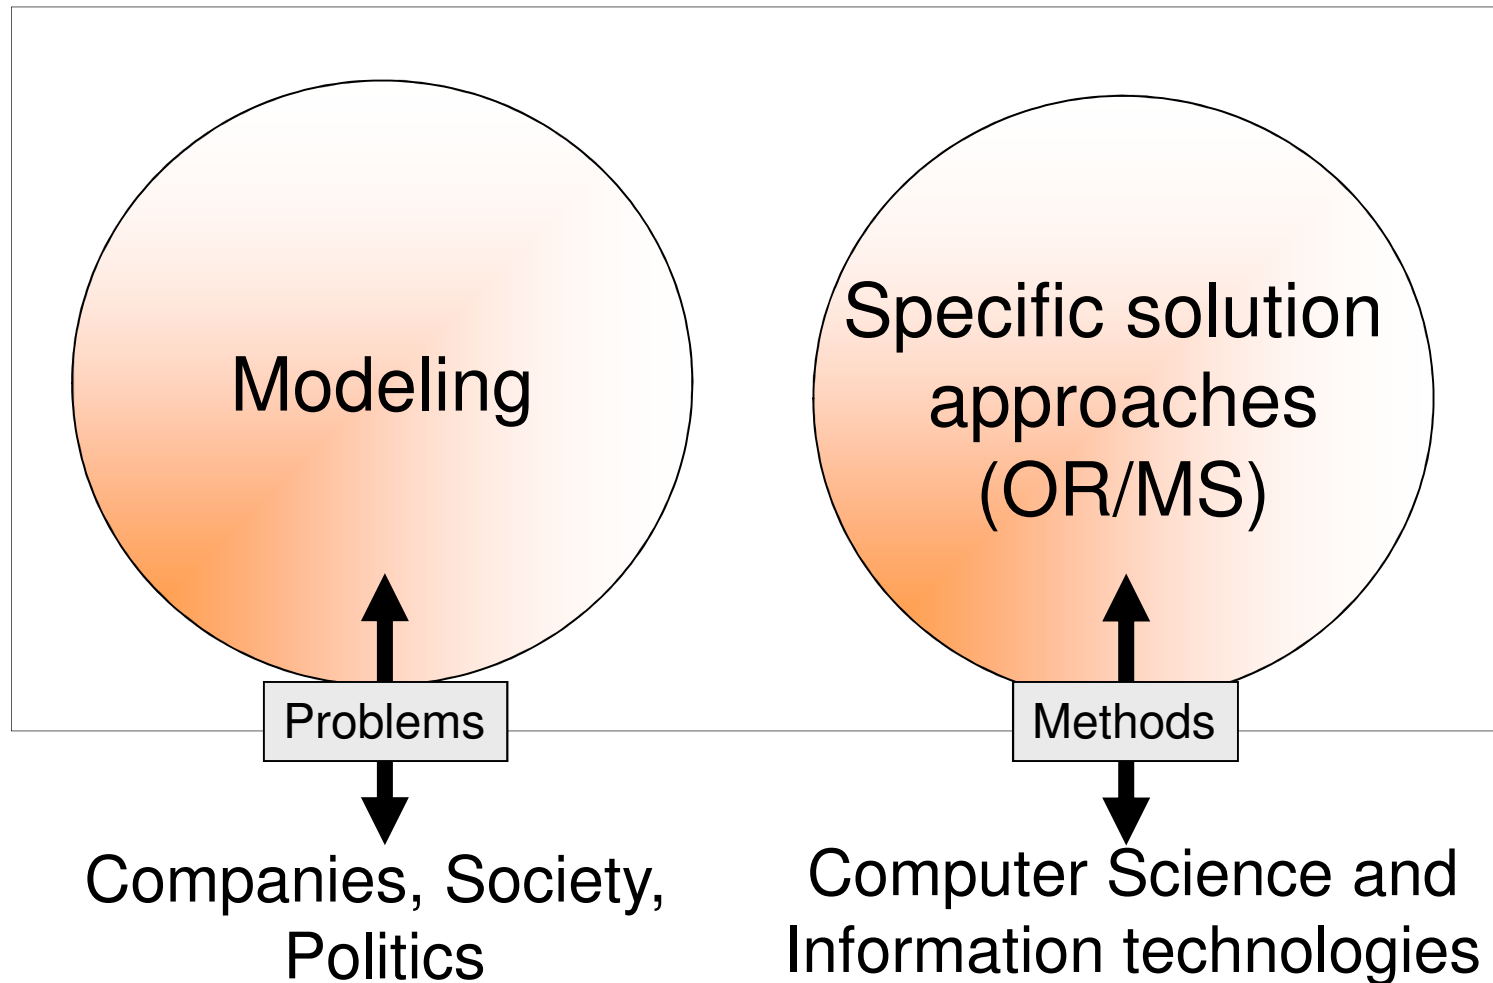 Modeling
Specific solution
approaches
(OR/MS)
Problems
Methods
Companies, Society,
Politics
Computer Science and
Information technologies